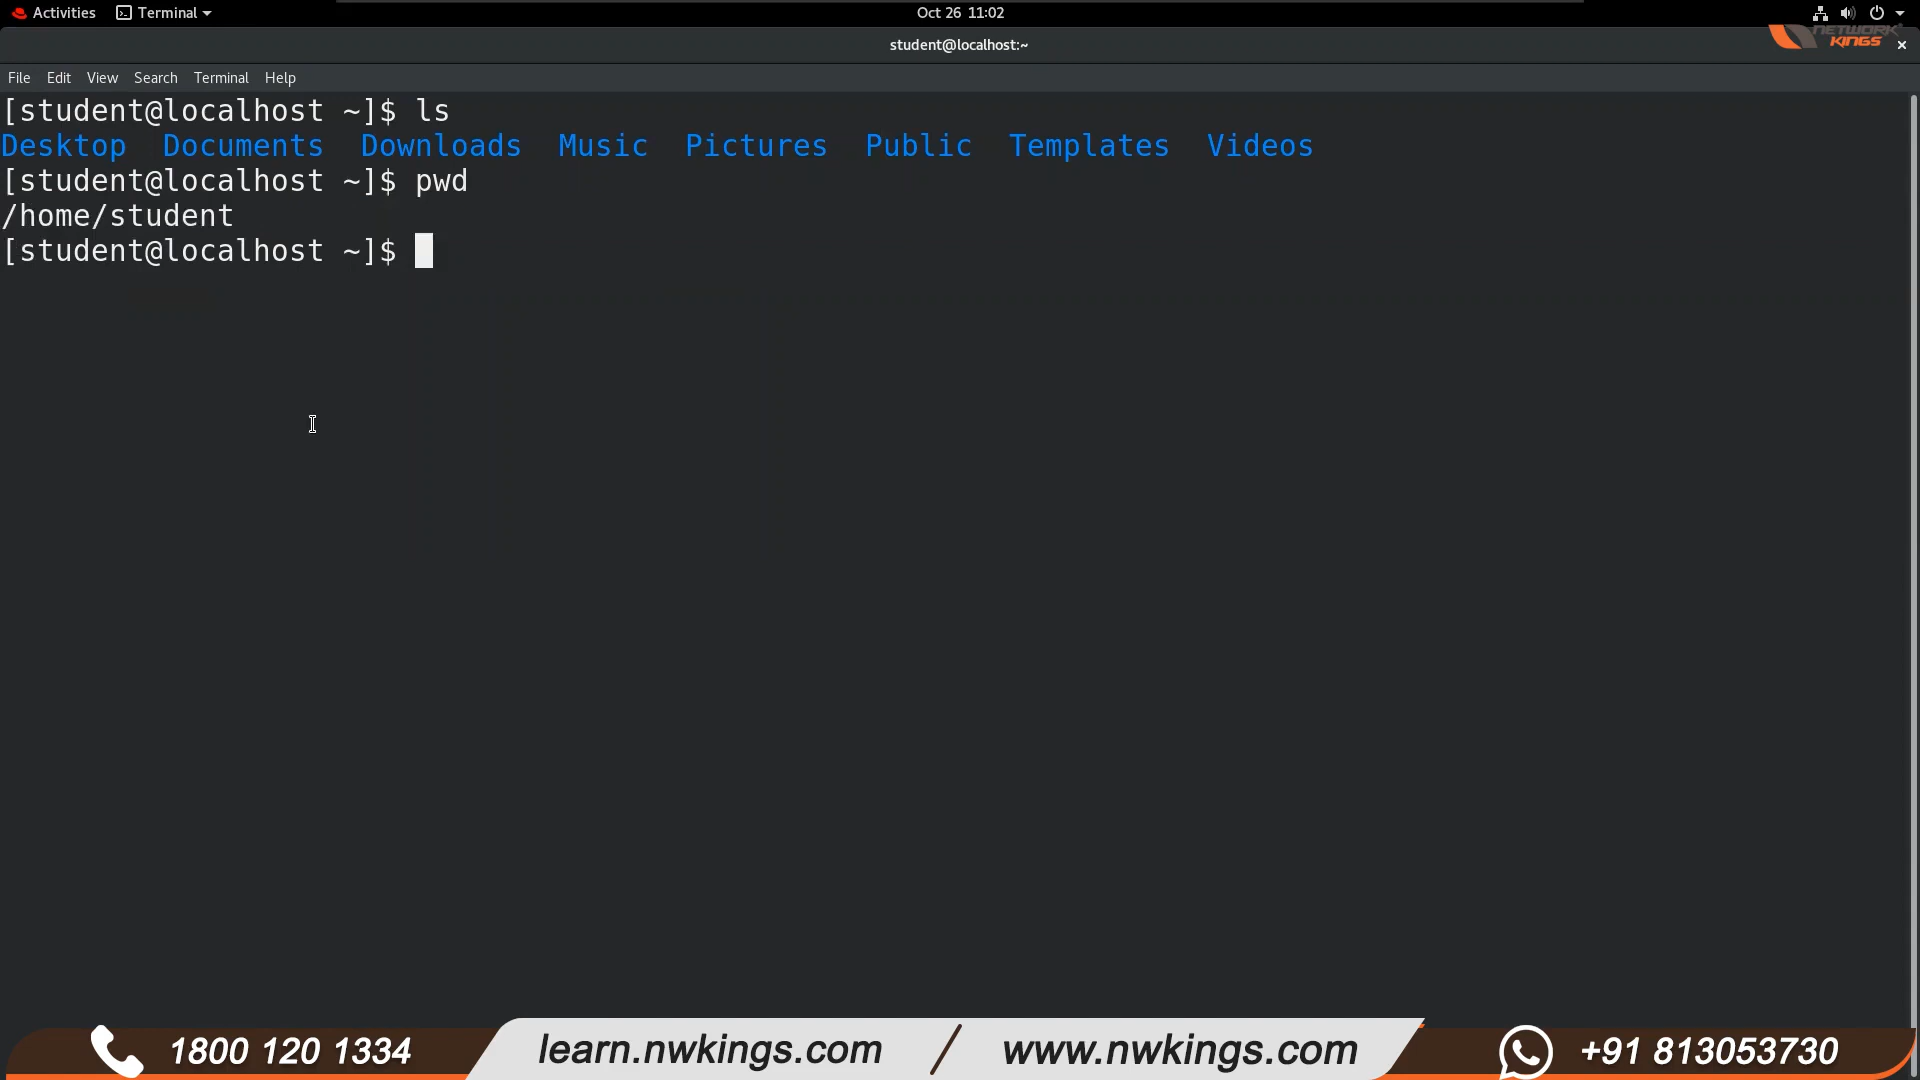 Activities Terminal Oct 26 11:02
student@localhost:~
NETWORK KINGS
File Edit View Search Terminal Help
[student@localhost ~]$ ls
Desktop Documents Downloads Music Pictures Public Templates Videos
[student@localhost ~]$ pwd
/home/student
[student@localhost ~]$
1800 120 1334 learn.nwkings.com / www.nwkings.com +91 813053730